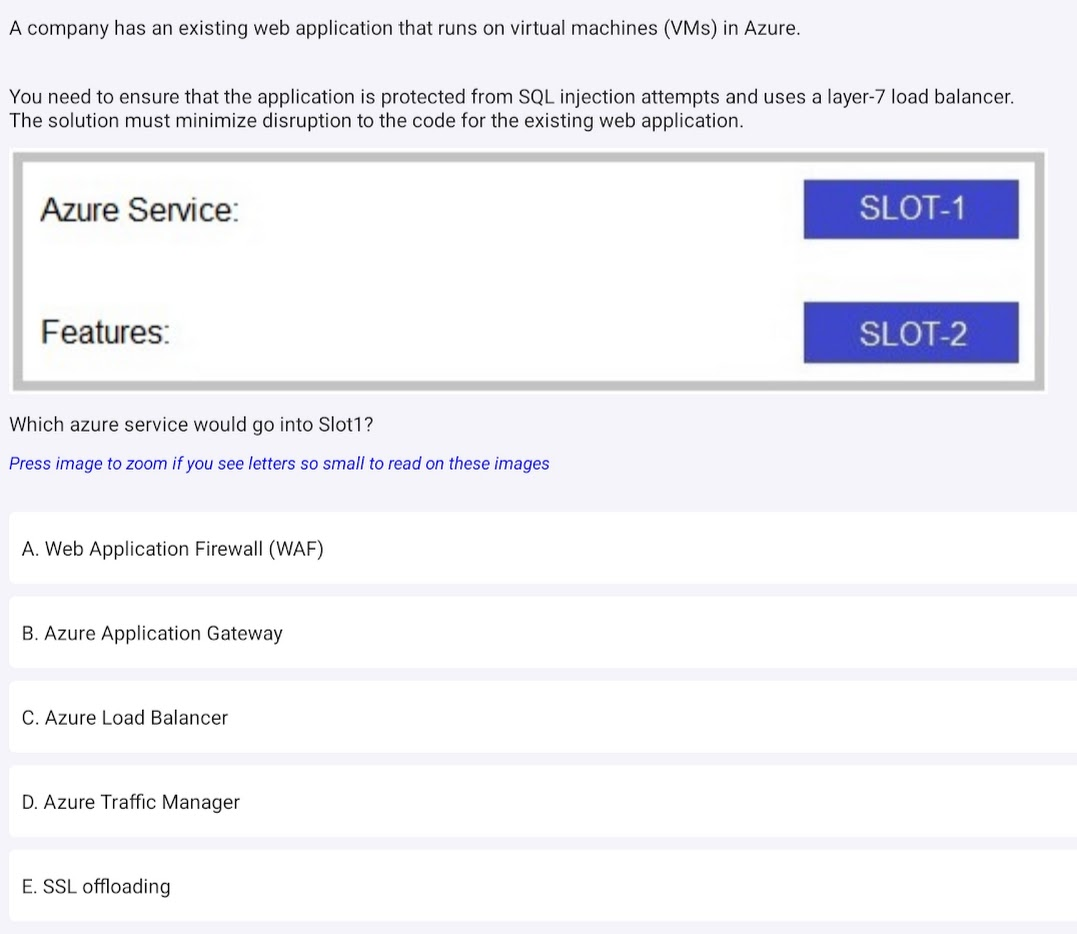 A company has an existing web application that runs on virtual machines (VMs) in Azure.
You need to ensure that the application is protected from SQL injection attempts and uses a layer-7 load balancer.
The solution must minimize disruption to the code for the existing web application.
Azure Service:
SLOT-1
Features:
SLOT-2
Which azure service would go into Slot1?
Press image to zoom if you see letters so small to read on these images
A. Web Application Firewall (WAF)
B. Azure Application Gateway
C. Azure Load Balancer
D. Azure Traffic Manager
E. SSL offloading